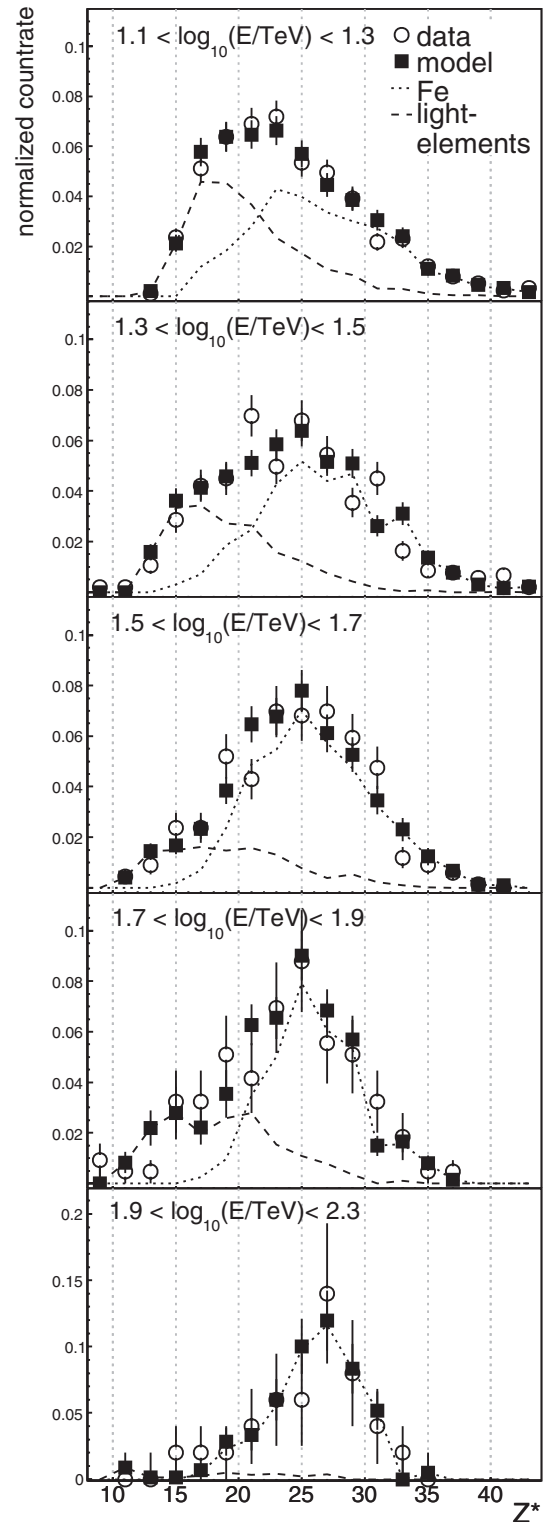 normalized countrate
0.1
0.08
0.06
0.04
0.02
1.1 < log₁₀(E/TeV) < 1.3
data
model
Fe
light-
elements
0.1
0.08
0.06
0.04
0.02
1.3 < log₁₀(E/TeV) < 1.5
0.1
0.08
0.06
0.04
0.02
1.5 < log₁₀(E/TeV) < 1.7
0.1
0.08
0.06
0.04
0.02
1.7 < log₁₀(E/TeV) < 1.9
0.2
0.15
0.1
0.05
0
1.9 < log₁₀(E/TeV) < 2.3
10 15 20 25 30 35 40
Z*